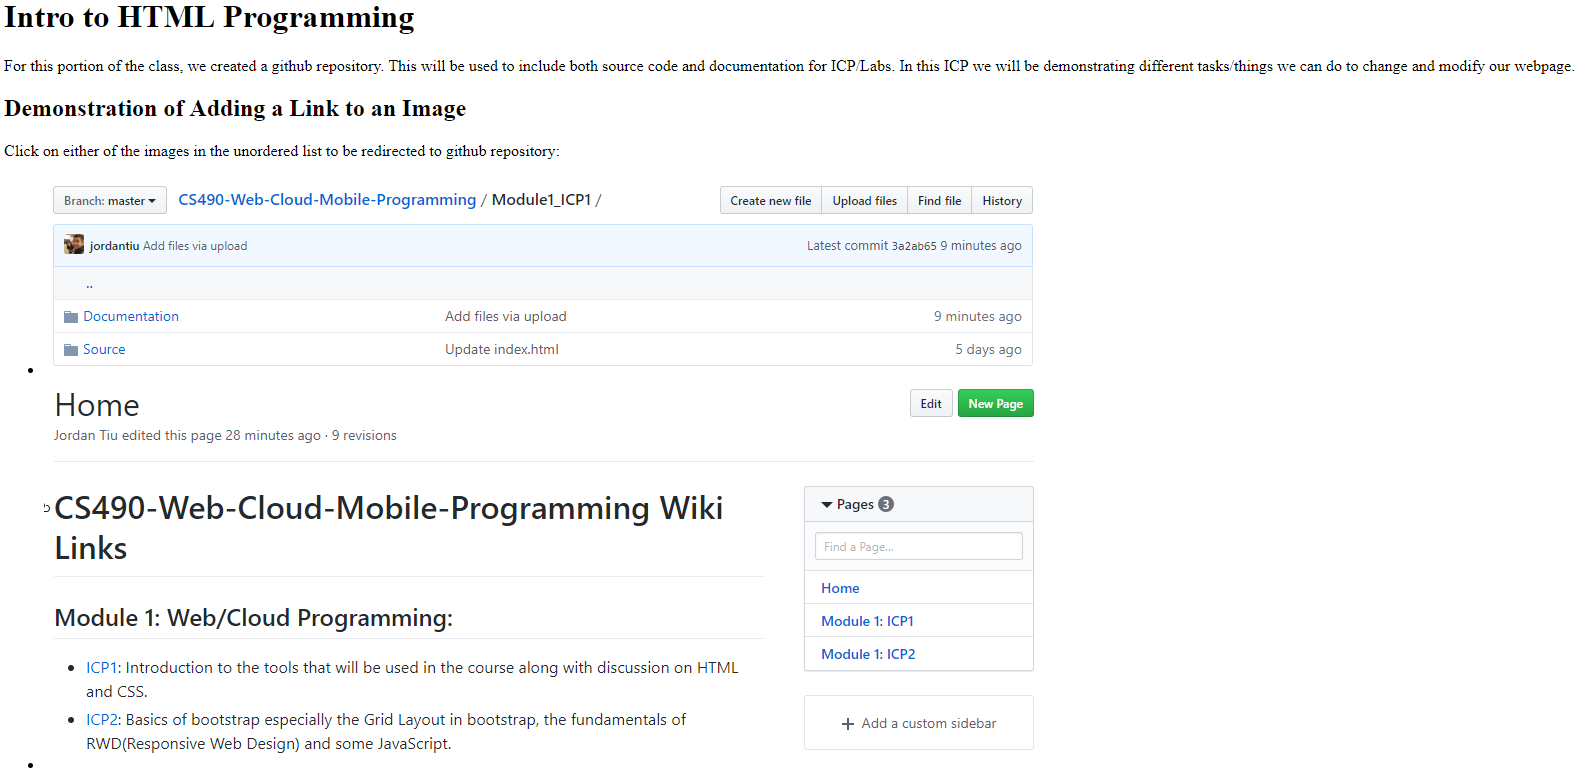 Intro to HTML Programming
For this portion of the class, we created a github repository. This will be used to include both source code and documentation for ICP/Labs. In this ICP we will be demonstrating different tasks/things we can do to change and modify our webpage.
Demonstration of Adding a Link to an Image
Click on either of the images in the unordered list to be redirected to github repository:
Branch: master CS490-Web-Cloud-Mobile-Programming / Module1_ICP1 / Create new file Upload files Find file History
jordantiu Add files via upload Latest commit 3a2ab65 9 minutes ago
..
Documentation Add files via upload 9 minutes ago
Source Update index.html 5 days ago
Home Edit New Page
Jordan Tiu edited this page 28 minutes ago · 9 revisions
CS490-Web-Cloud-Mobile-Programming Wiki
Links
Module 1: Web/Cloud Programming:
• ICP1: Introduction to the tools that will be used in the course along with discussion on HTML
and CSS.
• ICP2: Basics of bootstrap especially the Grid Layout in bootstrap, the fundamentals of
RWD(Responsive Web Design) and some JavaScript.
Pages 3
Find a Page...
Home
Module 1: ICP1
Module 1: ICP2
+ Add a custom sidebar